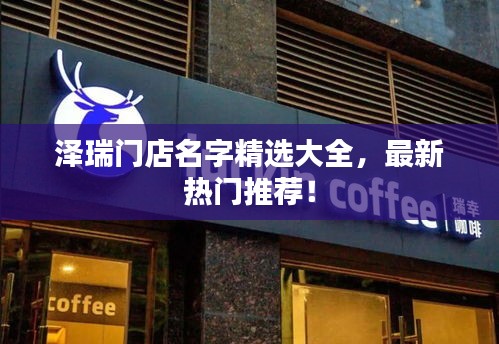 泽瑞门店名字精选大全，最新
热门推荐！
luckin coffee
瑞幸
咖啡
coffee